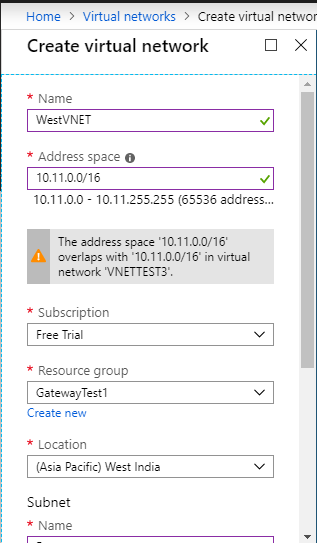 Home > Virtual networks > Create virtual networ
Create virtual network
* Name
WestVNET
* Address space
10.11.0.0/16
10.11.0.0 - 10.11.255.255 (65536 address...
The address space '10.11.0.0/16'
overlaps with '10.11.0.0/16' in virtual
network 'VNETTEST3'.
* Subscription
Free Trial
* Resource group
GatewayTest1
Create new
* Location
(Asia Pacific) West India
Subnet
* Name